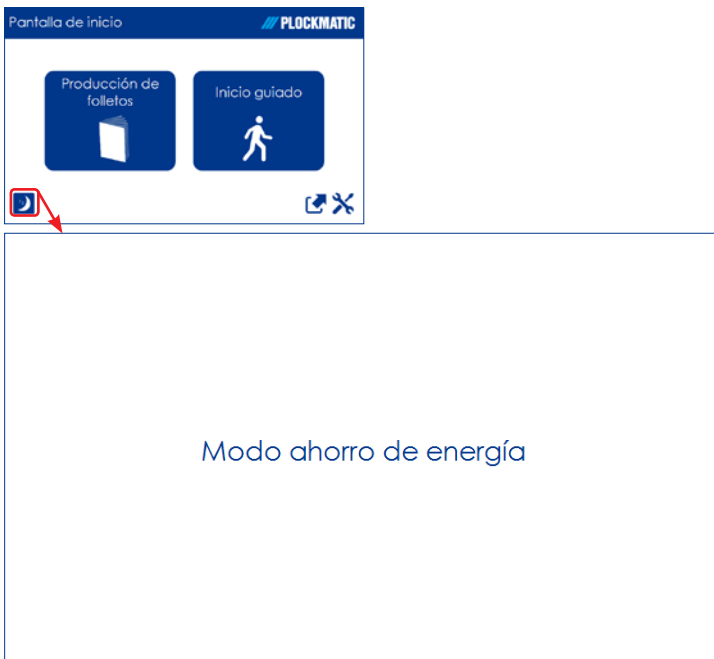 Pantalla de inicio
PLOCKMATIC
Producción de
folletos
Inicio guiado
Modo ahorro de energía